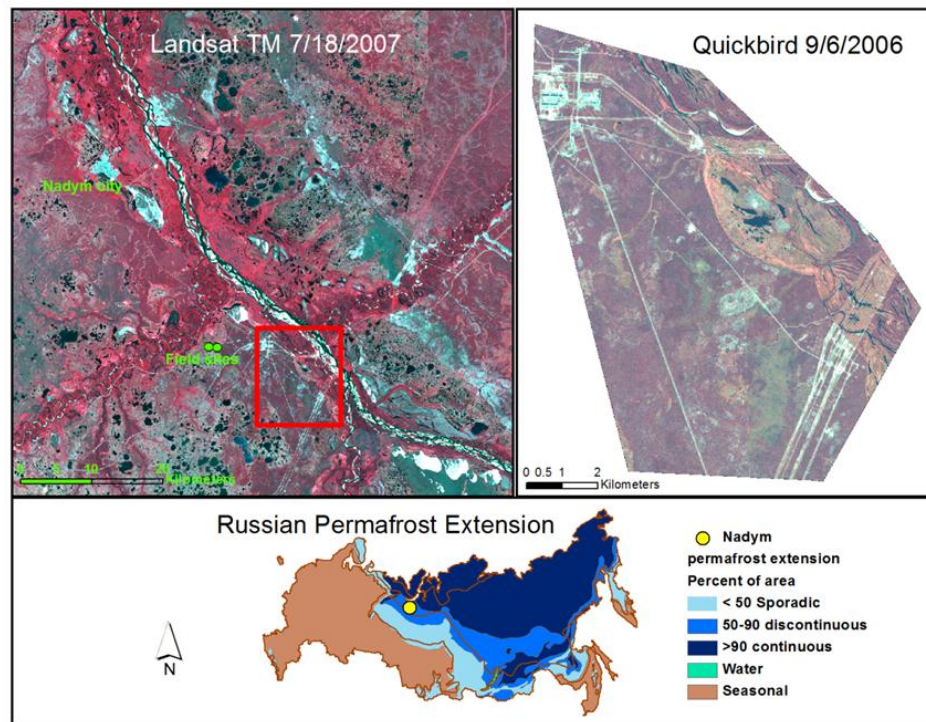 Landsat TM 7/18/2007
Nadym city
Field sites
0 10 20
Kilometers
Quickbird 9/6/2006
0 0.5 1 2
Kilometers
Russian Permafrost Extension
N
Nadym
permafrost extension
Percent of area
< 50 Sporadic
50-90 discontinuous
>90 continuous
Water
Seasonal